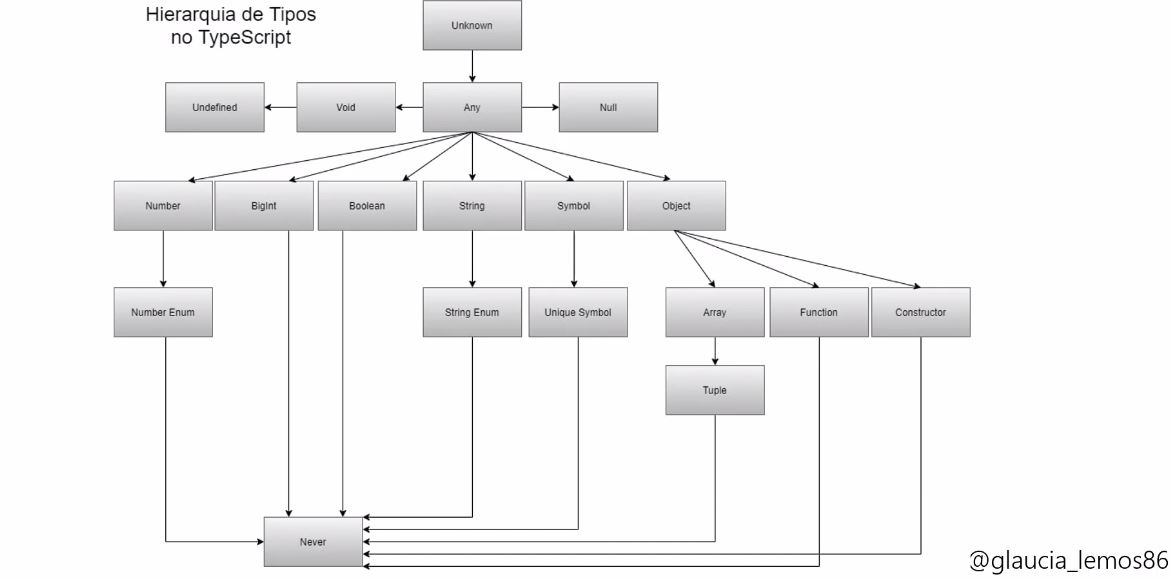 Hierarquia de Tipos
no TypeScript
Unknown
Undefined
Void
Any
Null
Number
BigInt
Boolean
String
Symbol
Object
Number Enum
String Enum
Unique Symbol
Array
Function
Constructor
Tuple
Never
@glaucia_lemos86